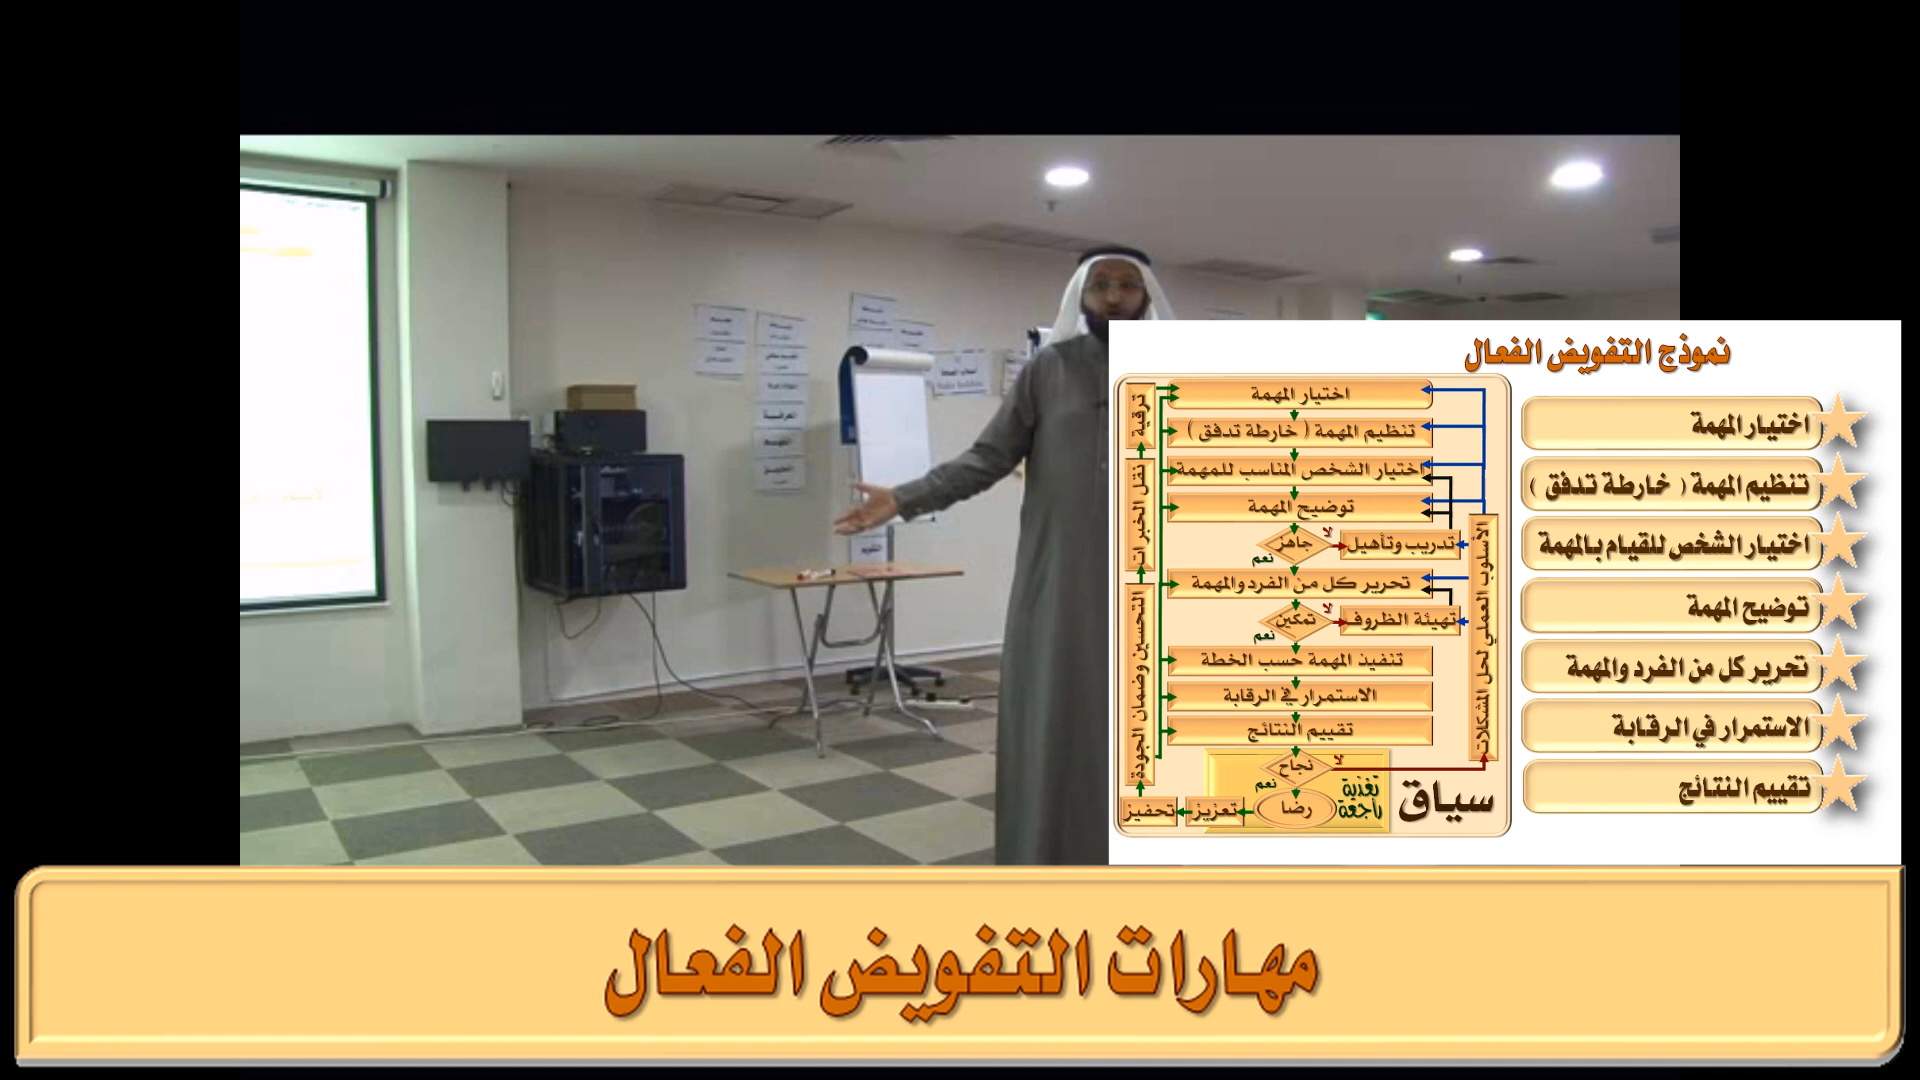 نموذج التفويض الفعال
اختيار المهمة
تنظيم المهمة ( خارطة تدفق )
اختيار الشخص للقيام بالمهمة
توضيح المهمة
تحرير كل من الفرد والمهمة
الاستمرار في الرقابة
تقييم النتائج
اختيار المهمة
تنظيم المهمة ( خارطة تدفق )
اختيار الشخص المناسب للمهمة
توضيح المهمة
جاهز
لا
تدريب وتأهيل
نعم
تحرير كل من الفرد والمهمة
تمكين
لا
تهيئة الظروف
نعم
تنفيذ المهمة حسب الخطة
الاستمرار في الرقابة
تقييم النتائج
نجاح
لا
نعم
رضا
تغذية
راجعة
تعزيز
تحفيز
سياق
الأسلوب العملي لحل المشكلات
ترقية
نقل الخبرات
التحسين وضمان الجودة
مهارات التفويض الفعال